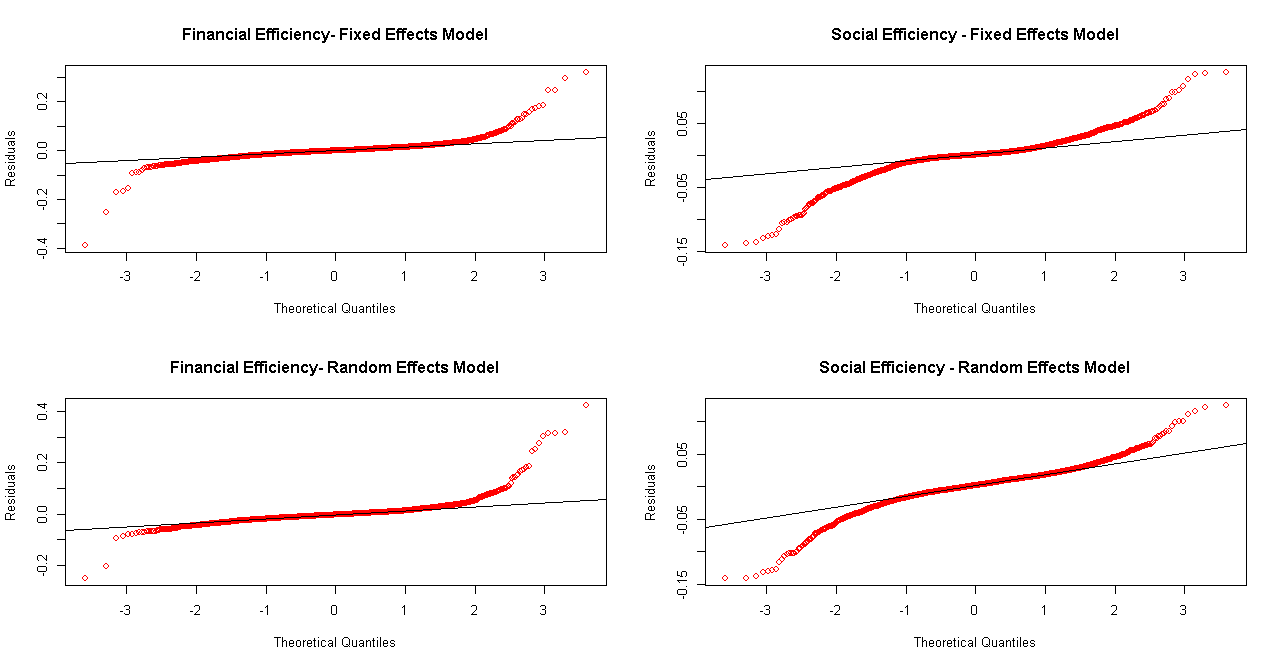 Financial Efficiency- Fixed Effects Model
Residuals
0.2
0.0
-0.2
-0.4
-3 -2 -1 0 1 2 3
Theoretical Quantiles
Social Efficiency - Fixed Effects Model
Residuals
0.05
-0.05
-0.15
-3 -2 -1 0 1 2 3
Theoretical Quantiles
Financial Efficiency- Random Effects Model
Residuals
0.4
0.2
0.0
-0.2
-3 -2 -1 0 1 2 3
Theoretical Quantiles
Social Efficiency - Random Effects Model
Residuals
0.05
-0.05
-0.15
-3 -2 -1 0 1 2 3
Theoretical Quantiles